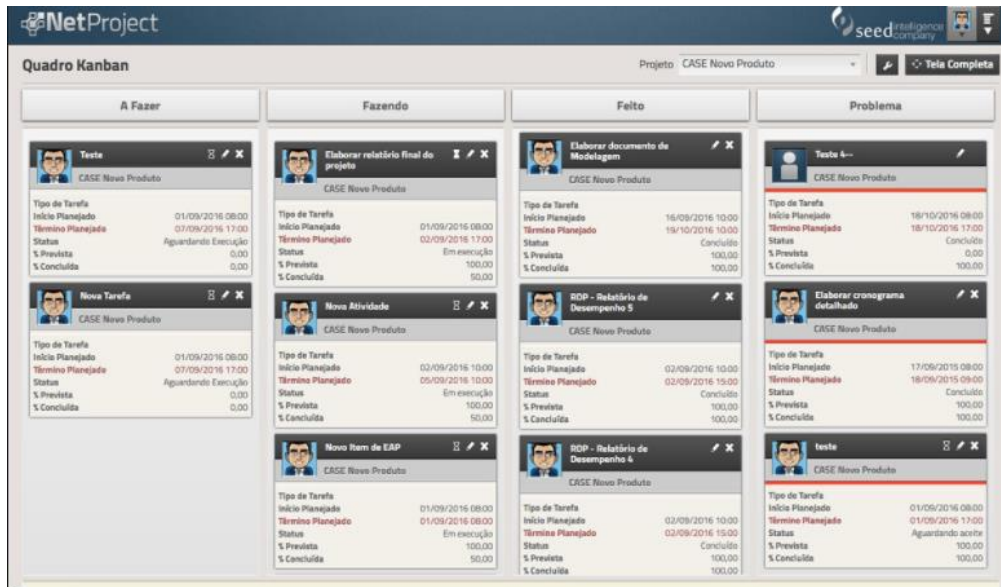 NetProject
seed intelligence company
Quadro Kanban
Projeto CASE Novo Produto
Tela Completa
A Fazer
Teste
CASE Novo Produto
Tipo de Tarefa
Início Planejado 01/09/2016 08:00
Término Planejado 07/09/2016 17:00
Status Aguardando Execução
% Prevista 0,00
% Concluída 0,00
Nova Tarefa
CASE Novo Produto
Tipo de Tarefa
Início Planejado 01/09/2016 08:00
Término Planejado 07/09/2016 17:00
Status Aguardando Execução
% Prevista 0,00
% Concluída 0,00
Fazendo
Elaborar relatório final do
projeto
CASE Novo Produto
Tipo de Tarefa
Início Planejado 01/09/2016 08:00
Término Planejado 02/09/2016 17:00
Status Em execução
% Prevista 100,00
% Concluída 50,00
Nova Atividade
CASE Novo Produto
Tipo de Tarefa
Início Planejado 02/09/2016 10:00
Término Planejado 05/09/2016 10:00
Status Em execução
% Prevista 100,00
% Concluída 50,00
Novo Item de EAP
CASE Novo Produto
Tipo de Tarefa
Início Planejado 01/09/2016 08:00
Término Planejado 01/09/2016 08:00
Status Em execução
% Prevista 100,00
% Concluída 50,00
Feito
Elaborar documento de
Modelagem
CASE Novo Produto
Tipo de Tarefa
Início Planejado 16/09/2016 10:00
Término Planejado 19/10/2016 10:00
Status Concluído
% Prevista 100,00
% Concluída 100,00
RDP - Relatório de
Desempenho 5
CASE Novo Produto
Tipo de Tarefa
Início Planejado 02/09/2016 10:00
Término Planejado 02/09/2016 15:00
Status Concluído
% Prevista 100,00
% Concluída 100,00
RDP - Relatório de
Desempenho 4
CASE Novo Produto
Tipo de Tarefa
Início Planejado 02/09/2016 10:00
Término Planejado 02/09/2016 15:00
Status Concluído
% Prevista 100,00
% Concluída 100,00
Problema
Teste 4--
CASE Novo Produto
Tipo de Tarefa
Início Planejado 18/10/2016 08:00
Término Planejado 18/10/2016 17:00
Status Concluído
% Prevista 0,00
% Concluída 100,00
Elaborar cronograma
detalhado
CASE Novo Produto
Tipo de Tarefa
Início Planejado 17/09/2015 08:00
Término Planejado 18/09/2015 09:00
Status Concluído
% Prevista 100,00
% Concluída 100,00
teste
CASE Novo Produto
Tipo de Tarefa
Início Planejado 01/09/2016 08:00
Término Planejado 01/09/2016 17:00
Status Aguardando aceite
% Prevista 100,00
% Concluída 100,00